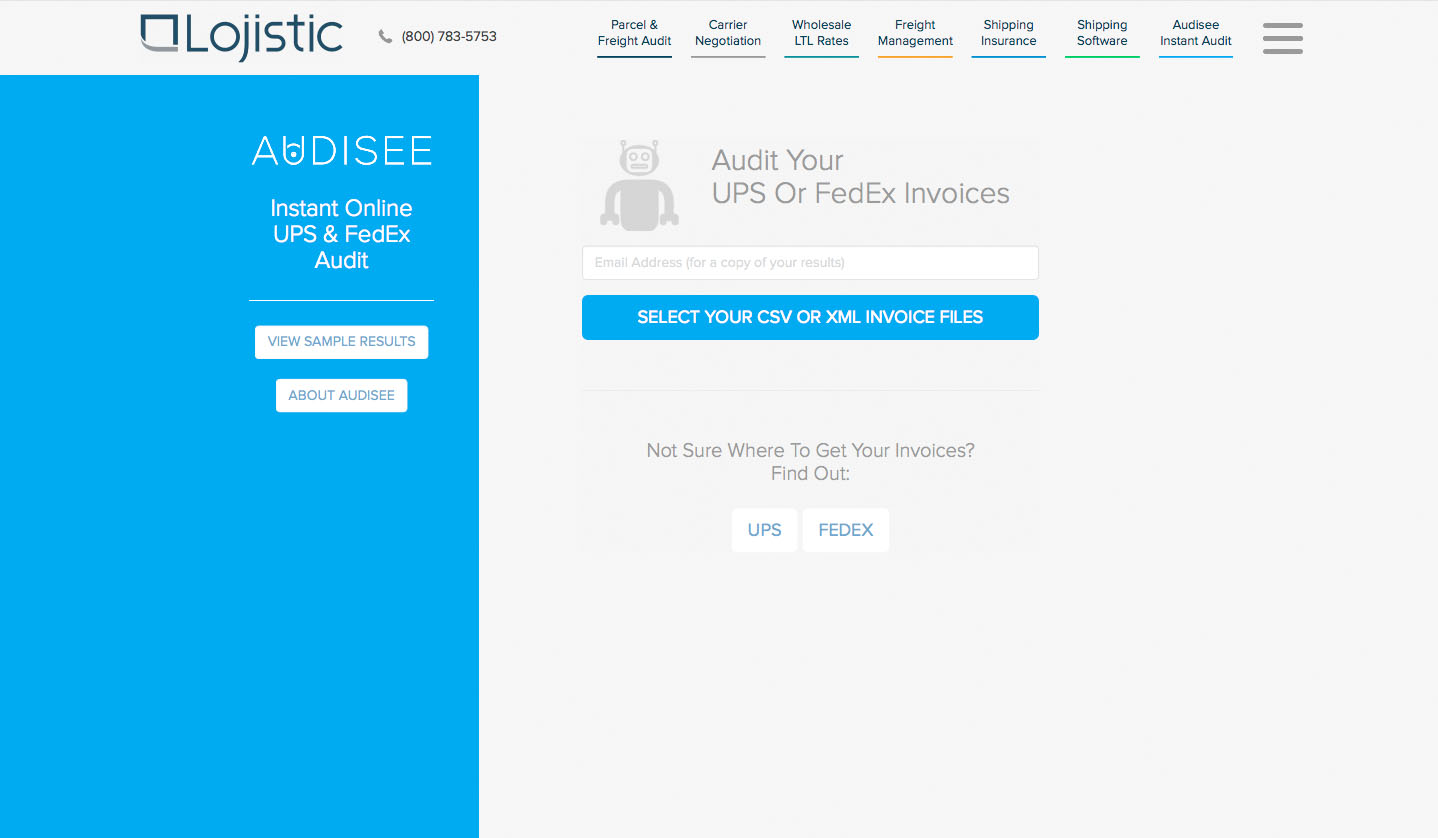 Lojistic
(800) 783-5753
Parcel &
Freight Audit
Carrier
Negotiation
Wholesale
LTL Rates
Freight
Management
Shipping
Insurance
Shipping
Software
Audisee
Instant Audit
AUDISEE
Instant Online
UPS & FedEx
Audit
VIEW SAMPLE RESULTS
ABOUT AUDISEE
Audit Your
UPS Or FedEx Invoices
Email Address (for a copy of your results)
SELECT YOUR CSV OR XML INVOICE FILES
Not Sure Where To Get Your Invoices?
Find Out:
UPS
FEDEX